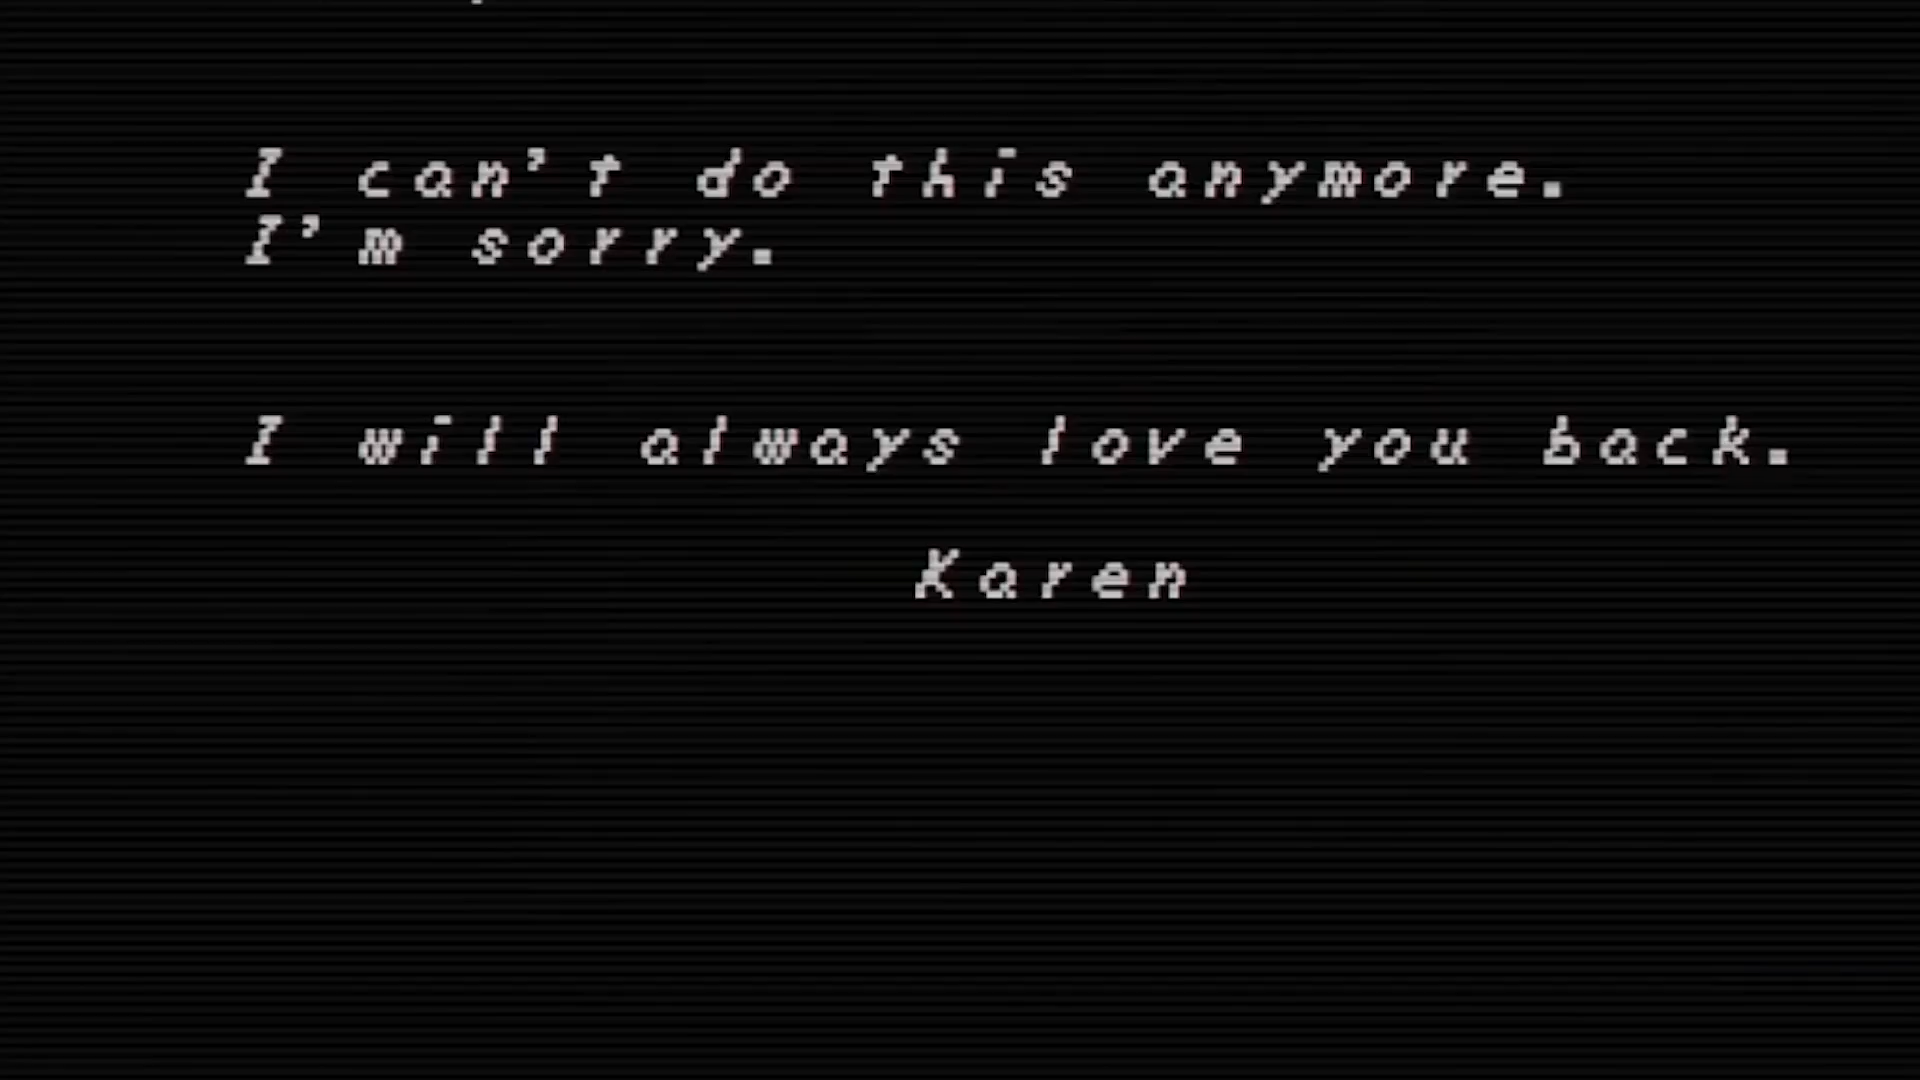 I can't do this anymore.
I'm sorry.
I will always love you back.
Karen